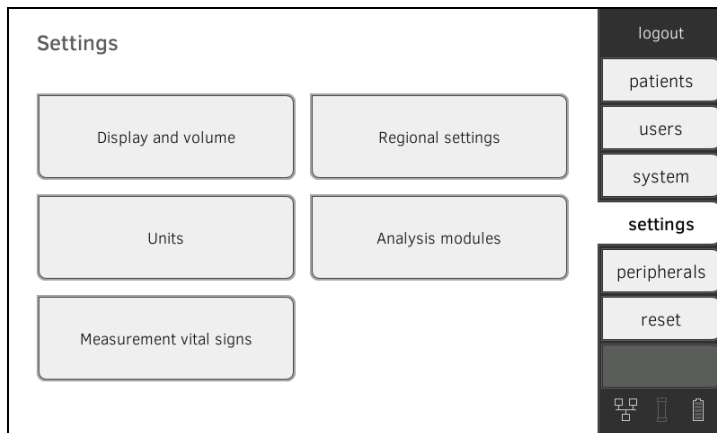 Settings
Display and volume
Regional settings
Units
Analysis modules
Measurement vital signs
logout
patients
users
system
settings
peripherals
reset